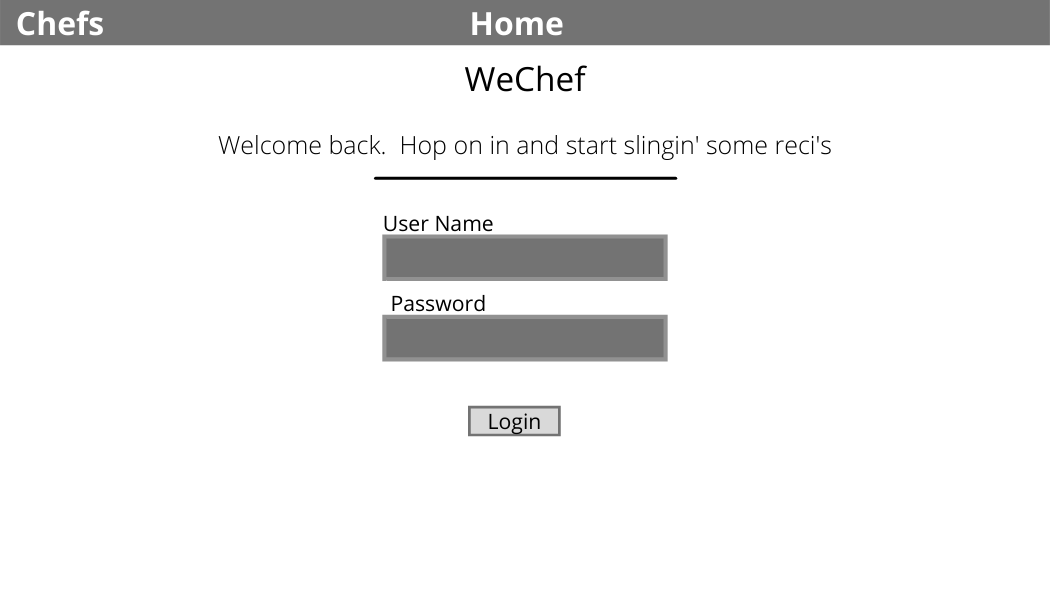 Chefs
Home
WeChef
Welcome back.  Hop on in and start slingin' some reci's
User Name
Password
Login